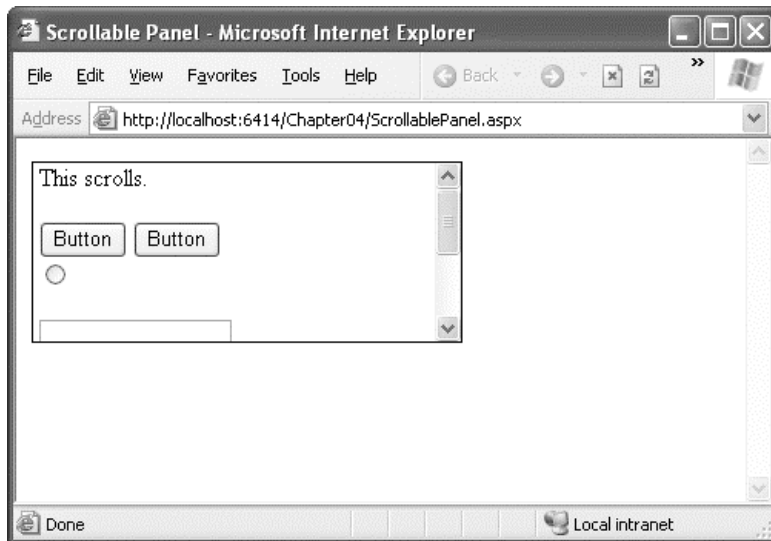 Scrollable Panel - Microsoft Internet Explorer
File Edit View Favorites Tools Help Back »
Address http://localhost:6414/Chapter04/ScrollablePanel.aspx
This scrolls.
Button Button
Done Local intranet